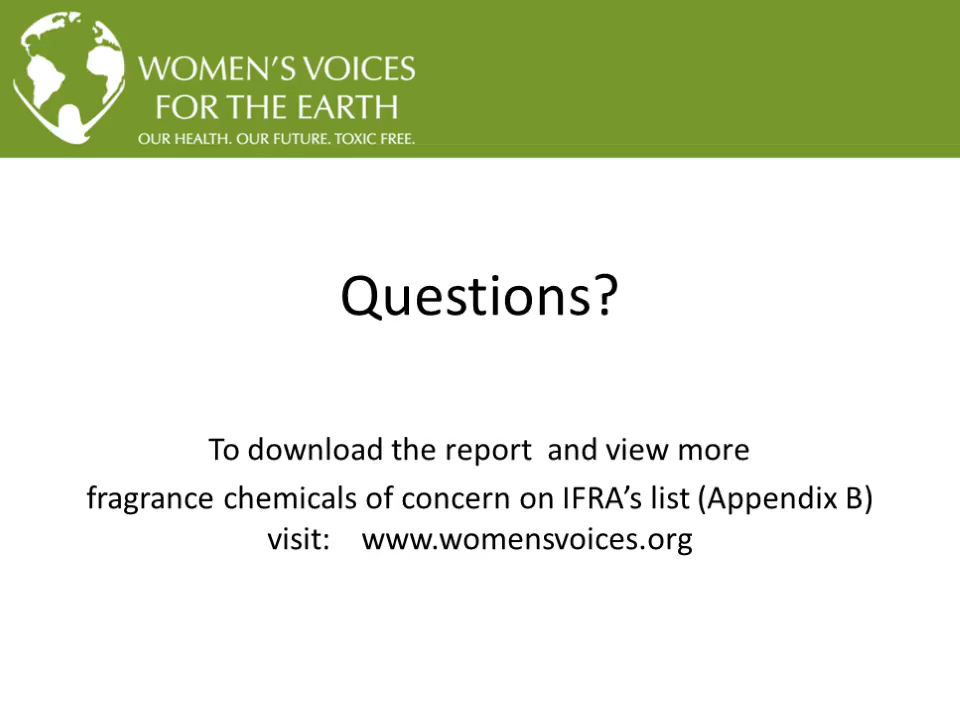 WOMEN'S VOICES
FOR THE EARTH
OUR HEALTH. OUR FUTURE. TOXIC FREE.
Questions?
To download the report and view more
fragrance chemicals of concern on IFRA’s list (Appendix B)
visit: www.womensvoices.org